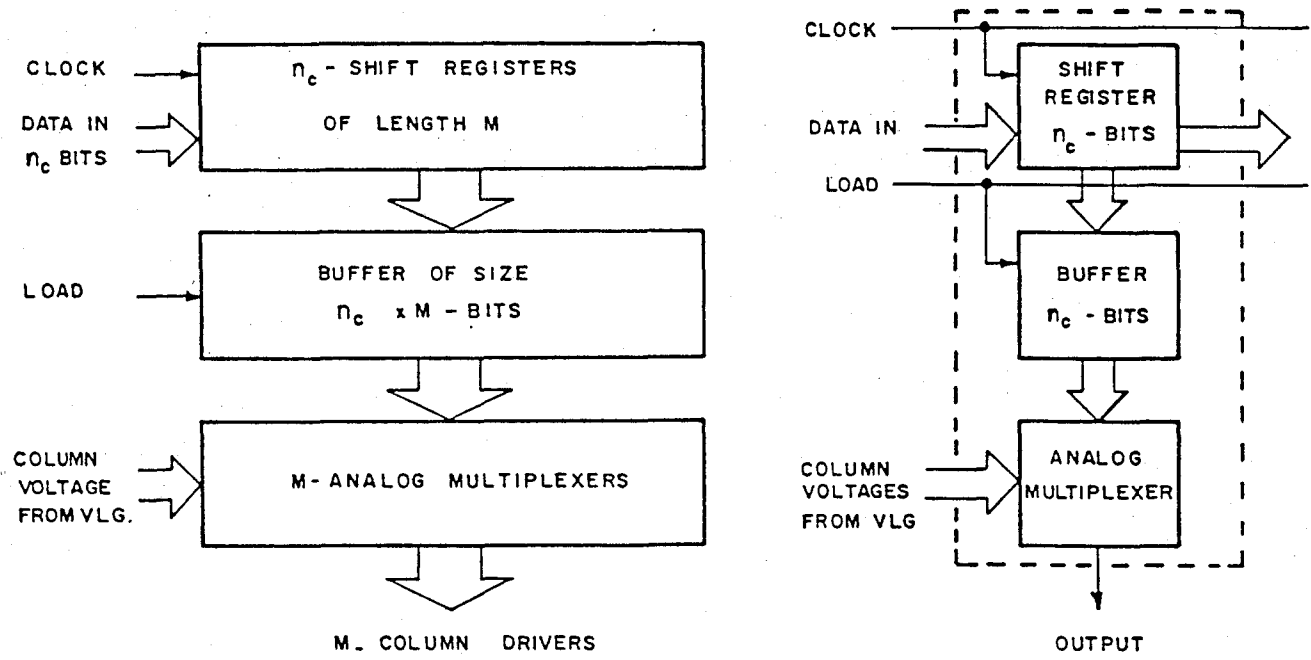 CLOCK
DATA IN
n_c BITS
n_c - SHIFT REGISTERS
OF LENGTH M
LOAD
BUFFER OF SIZE
n_c x M - BITS
COLUMN
VOLTAGE
FROM VLG.
M- ANALOG MULTIPLEXERS
M- COLUMN DRIVERS
CLOCK
SHIFT
REGISTER
n_c - BITS
DATA IN
LOAD
BUFFER
n_c - BITS
COLUMN
VOLTAGES
FROM VLG
ANALOG
MULTIPLEXER
OUTPUT